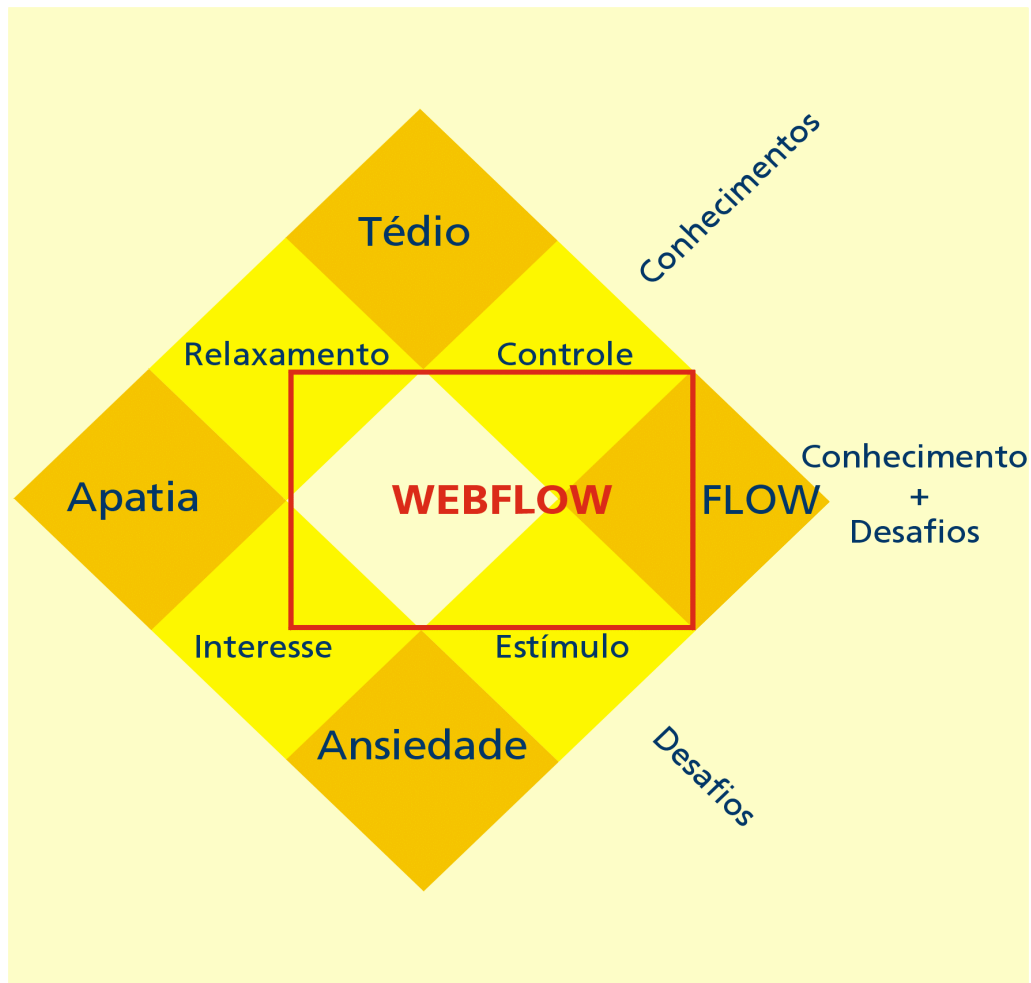 Conhecimentos
Tédio
Relaxamento
Controle
Apatia
WEBFLOW
FLOW
Conhecimento
+
Desafios
Interesse
Estímulo
Ansiedade
Desafios